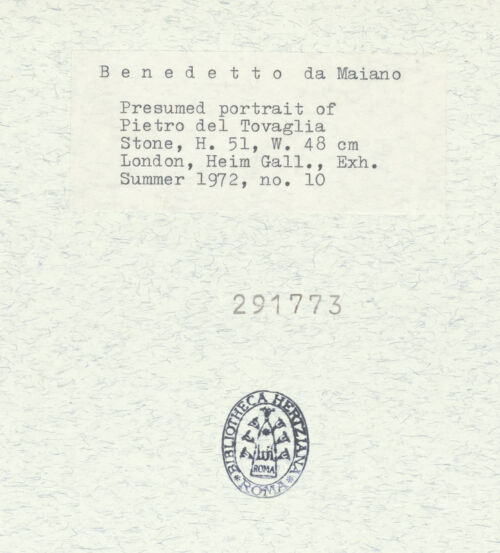 B e n e d e t t o da Maiano
Presumed portrait of
Pietro del Tovaglia
Stone, H. 51, W. 48 cm
London, Heim Gall., Exh.
Summer 1972, no. 10
291773
BIBLIOTHECA HERTZIANA
ROMA
* ROMA *